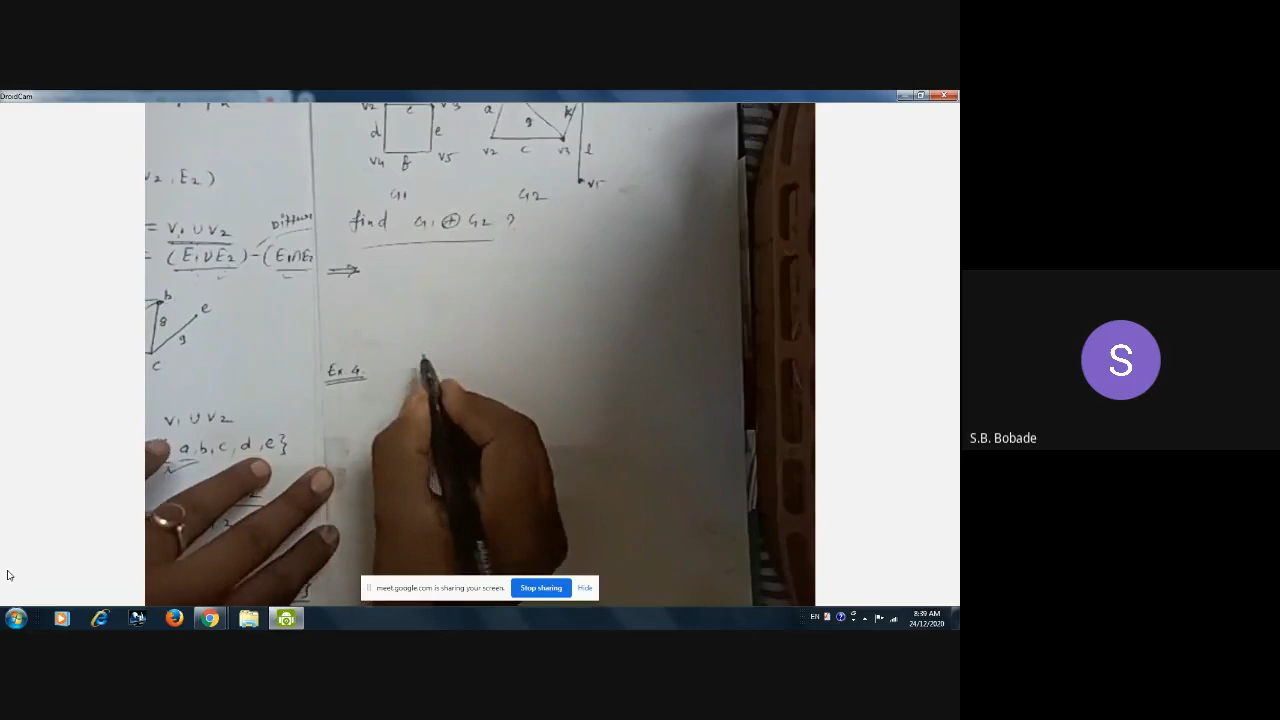 DroidCam
v2 c v3 a k
d e g
v2 c v3 l
v4 f v5
v5
G1 G2
find G1 ⊕ G2 ?
⇒
Ex. 4.
v2, E2)
= V1 ∪ V2
= (E1 ∪ E2) - (E1 ∩ E2
b
e
8
9
c
V1 ∪ V2
a, b, c, d, e}
S
S.B. Bobade
meet.google.com is sharing your screen. Stop sharing Hide
EN 8:39 AM
24/12/2020